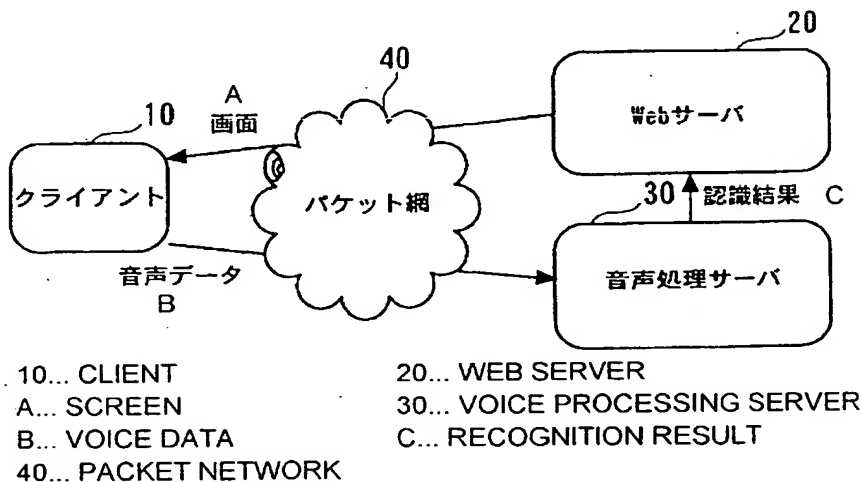 20
40
A
画面
10
Webサーバ
クライアント
パケット網
30
認識結果 C
音声データ
B
音声処理サーバ
10... CLIENT
20... WEB SERVER
A... SCREEN
30... VOICE PROCESSING SERVER
B... VOICE DATA
C... RECOGNITION RESULT
40... PACKET NETWORK